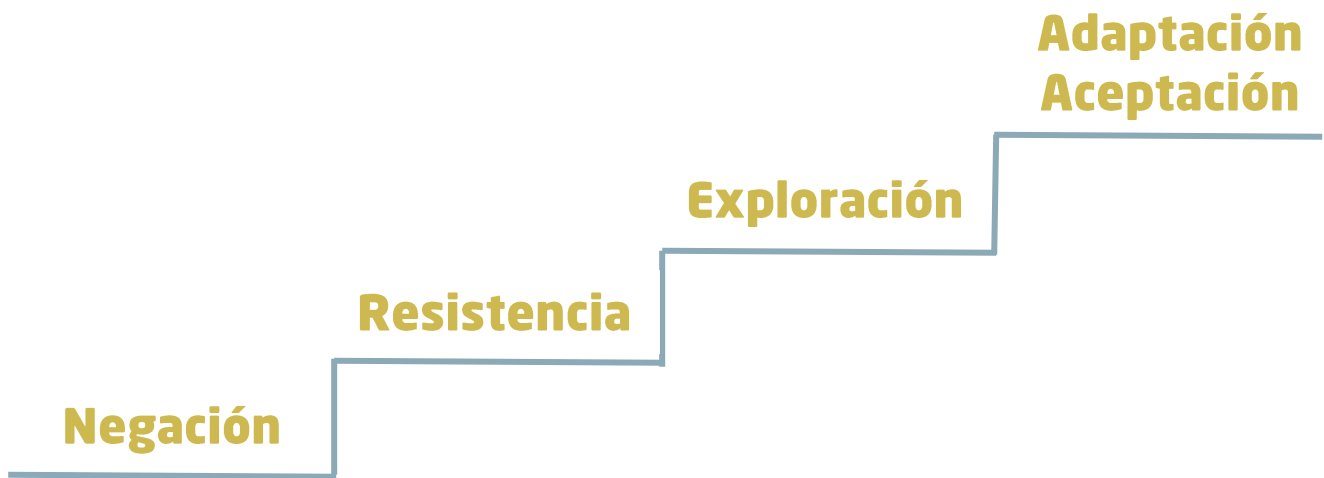 Adaptación
Aceptación
Exploración
Resistencia
Negación